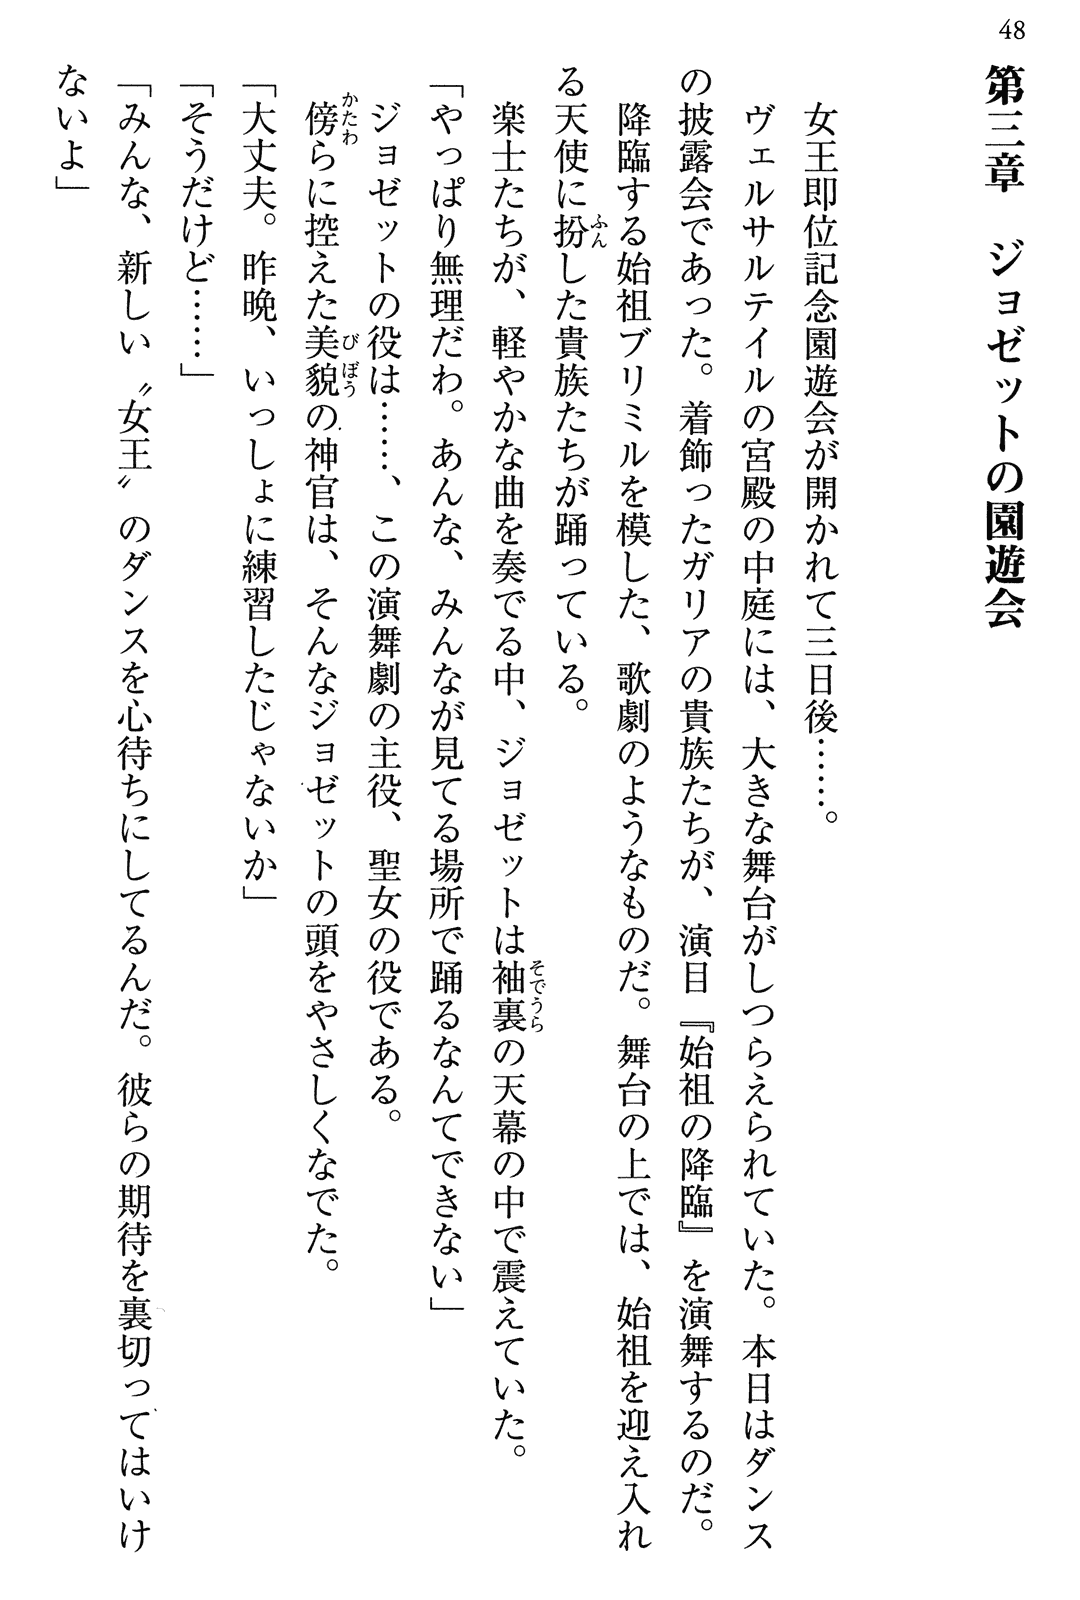 48
第三章　ジョゼットの園遊会
女王即位記念園遊会が開かれて三日後……。
ヴェルサルテイルの宮殿の中庭には、大きな舞台がしつらえられていた。本日はダンス
の披露会であった。着飾ったガリアの貴族たちが、演目『始祖の降臨』を演舞するのだ。
降臨する始祖ブリミルを模した、歌劇のようなものだ。舞台の上では、始祖を迎え入れ
る天使に扮した貴族たちが踊っている。
ふん
楽士たちが、軽やかな曲を奏でる中、ジョゼットは袖裏の天幕の中で震えていた。
そでうら
「やっぱり無理だわ。あんな、みんなが見てる場所で踊るなんてできない」
ジョゼットの役は……、この演舞劇の主役、聖女の役である。
傍らに控えた美貌の神官は、そんなジョゼットの頭をやさしくなでた。
かたわ
びぼう
「大丈夫。昨晩、いっしょに練習したじゃないか」
「そうだけど……」
「みんな、新しい〝女王〟のダンスを心待ちにしてるんだ。彼らの期待を裏切ってはいけ
ないよ」